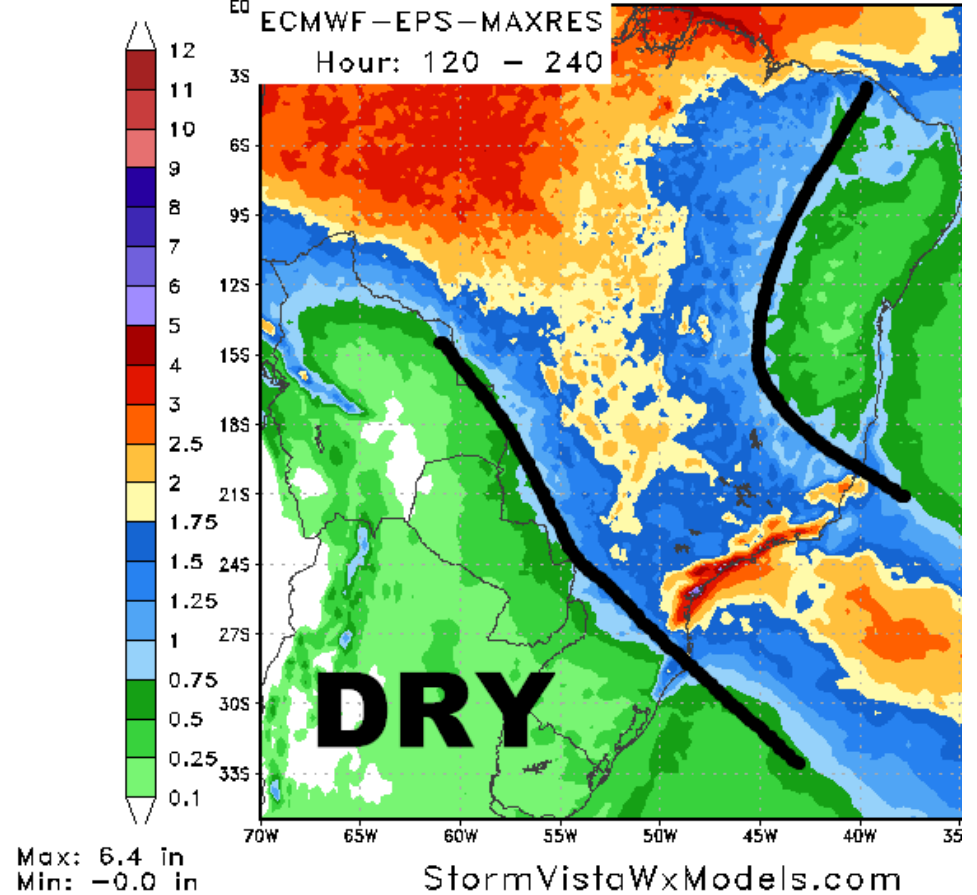 EQ
ECMWF-EPS-MAXRES
Hour: 120 - 240
12
11
10
9
8
7
6
5
4
3
2.5
2
1.75
1.5
1.25
1
0.75
0.5
0.25
0.1
3S
6S
9S
12S
15S
18S
21S
24S
27S
30S
33S
DRY
70W 65W 60W 55W 50W 45W 40W 35
Max: 6.4 in
Min: -0.0 in
StormVistaWxModels.com